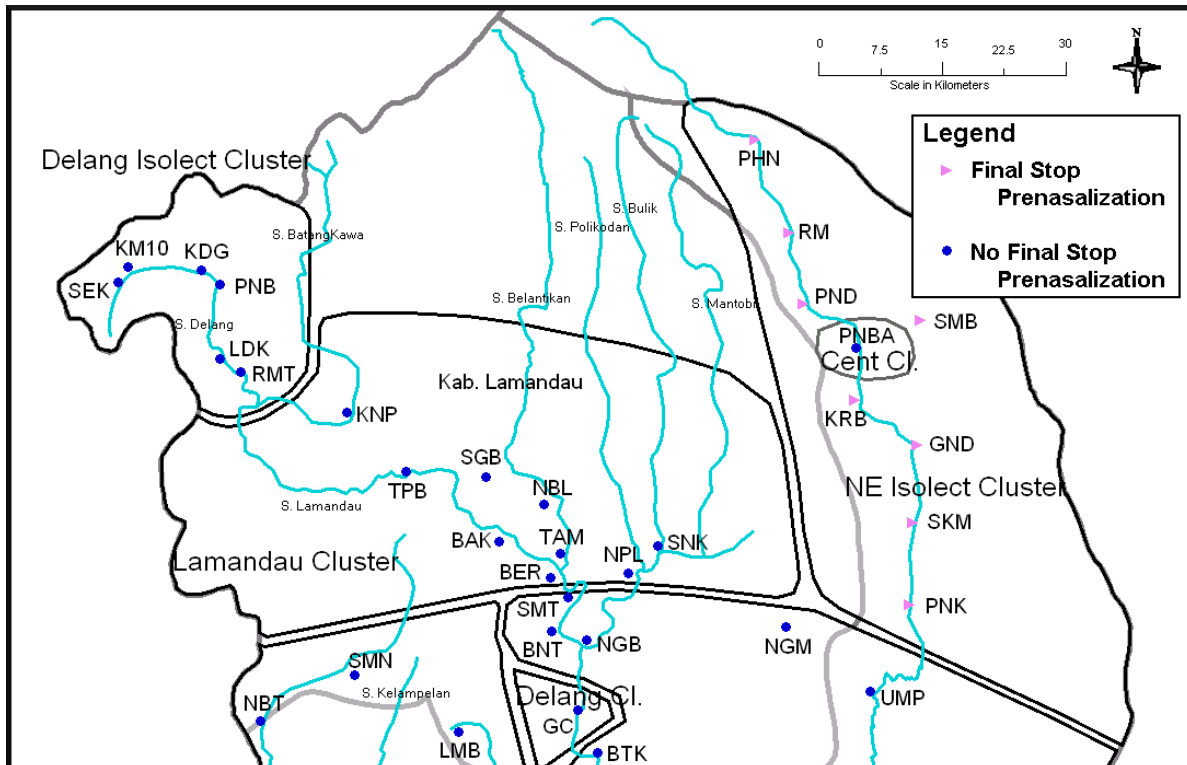 0 7.5 15 22.5 30
Scale in Kilometers
N
Legend
Final Stop
Prenasalization
No Final Stop
Prenasalization
Delang Isolect Cluster
PHN
S. Bulik
S. Polikodan
RM
S. BatangKawa
KM10
KDG
SEK
PNB
S. Belantikan
S. Mantobi
PND
SMB
S. Delang
PNBA
Cent Cl.
LDK
RMT
Kab. Lamandau
KNP
KRB
GND
SGB
TPB
NBL
NE Isolect Cluster
S. Lamandau
SKM
BAK
TAM
SNK
Lamandau Cluster
NPL
BER
SMT
PNK
BNT
NGB
NGM
SMN
S. Kelampelan
Delang Cl.
UMP
NBT
GC
LMB
BTK